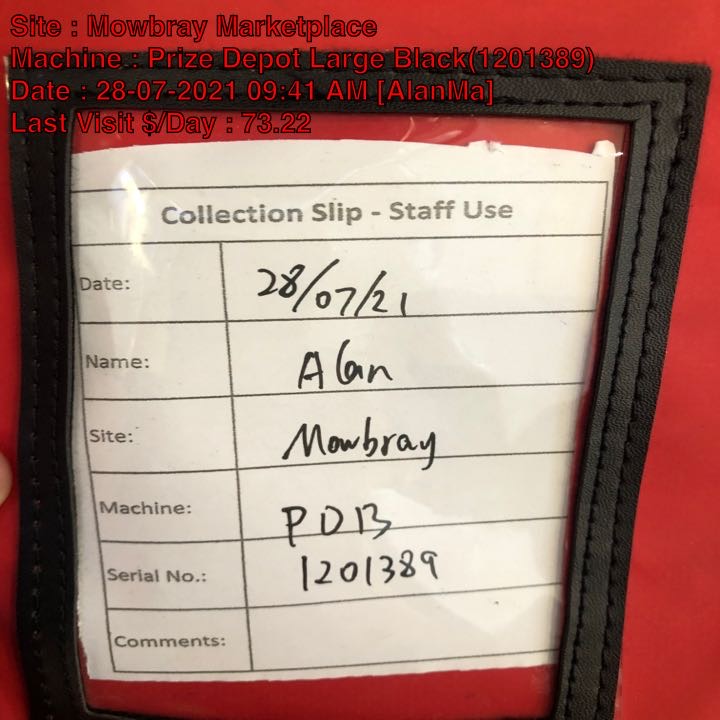 Site : Mowbray Marketplace
Machine : Prize Depot Large Black(1201389)
Date : 28-07-2021 09:41 AM [AlanMa]
Last Visit $/Day : 73.22
Collection Slip - Staff Use
Date: 28/07/21
Name: Alan
Site: Mowbray
Machine: PDB
Serial No.: 1201389
Comments: